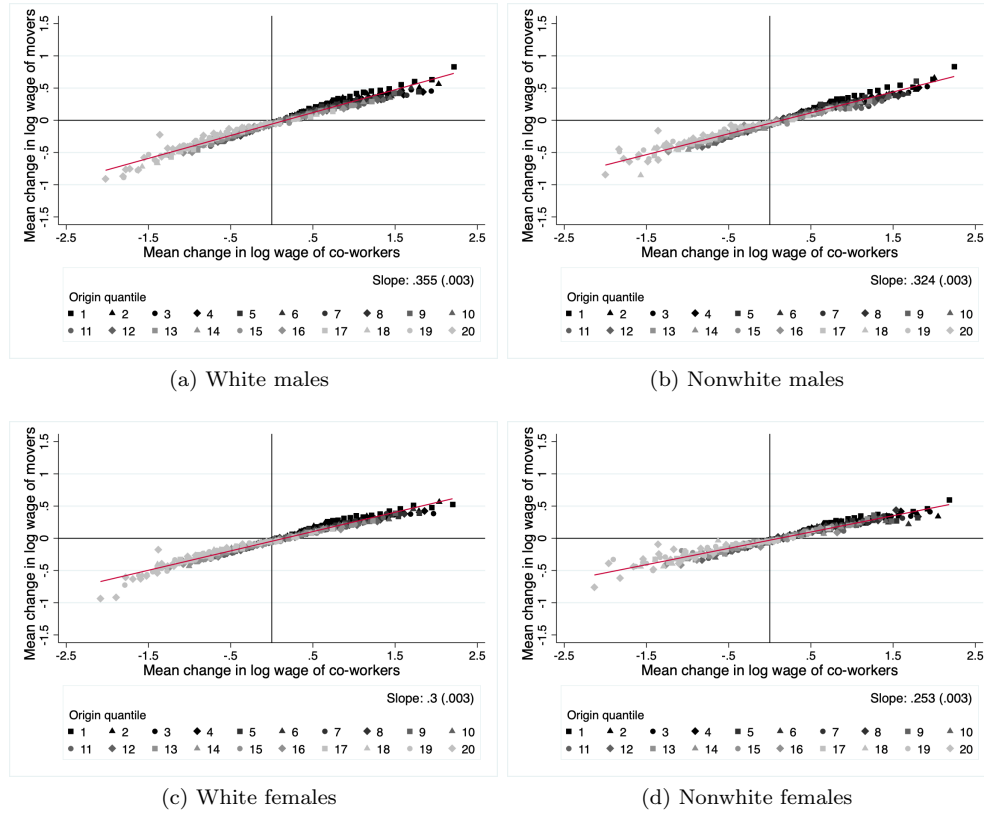 Mean change in log wage of movers
1.5
1
.5
0
-.5
-1
-1.5
-2.5 -1.5 -.5 .5 1.5 2.5
Mean change in log wage of co-workers
Slope: .355 (.003)
Origin quantile
1 2 3 4 5 6 7 8 9 10
11 12 13 14 15 16 17 18 19 20
(a) White males
Mean change in log wage of movers
1.5
1
.5
0
-.5
-1
-1.5
-2.5 -1.5 -.5 .5 1.5 2.5
Mean change in log wage of co-workers
Slope: .324 (.003)
Origin quantile
1 2 3 4 5 6 7 8 9 10
11 12 13 14 15 16 17 18 19 20
(b) Nonwhite males
Mean change in log wage of movers
1.5
1
.5
0
-.5
-1
-1.5
-2.5 -1.5 -.5 .5 1.5 2.5
Mean change in log wage of co-workers
Slope: .3 (.003)
Origin quantile
1 2 3 4 5 6 7 8 9 10
11 12 13 14 15 16 17 18 19 20
(c) White females
Mean change in log wage of movers
1.5
1
.5
0
-.5
-1
-1.5
-2.5 -1.5 -.5 .5 1.5 2.5
Mean change in log wage of co-workers
Slope: .253 (.003)
Origin quantile
1 2 3 4 5 6 7 8 9 10
11 12 13 14 15 16 17 18 19 20
(d) Nonwhite females